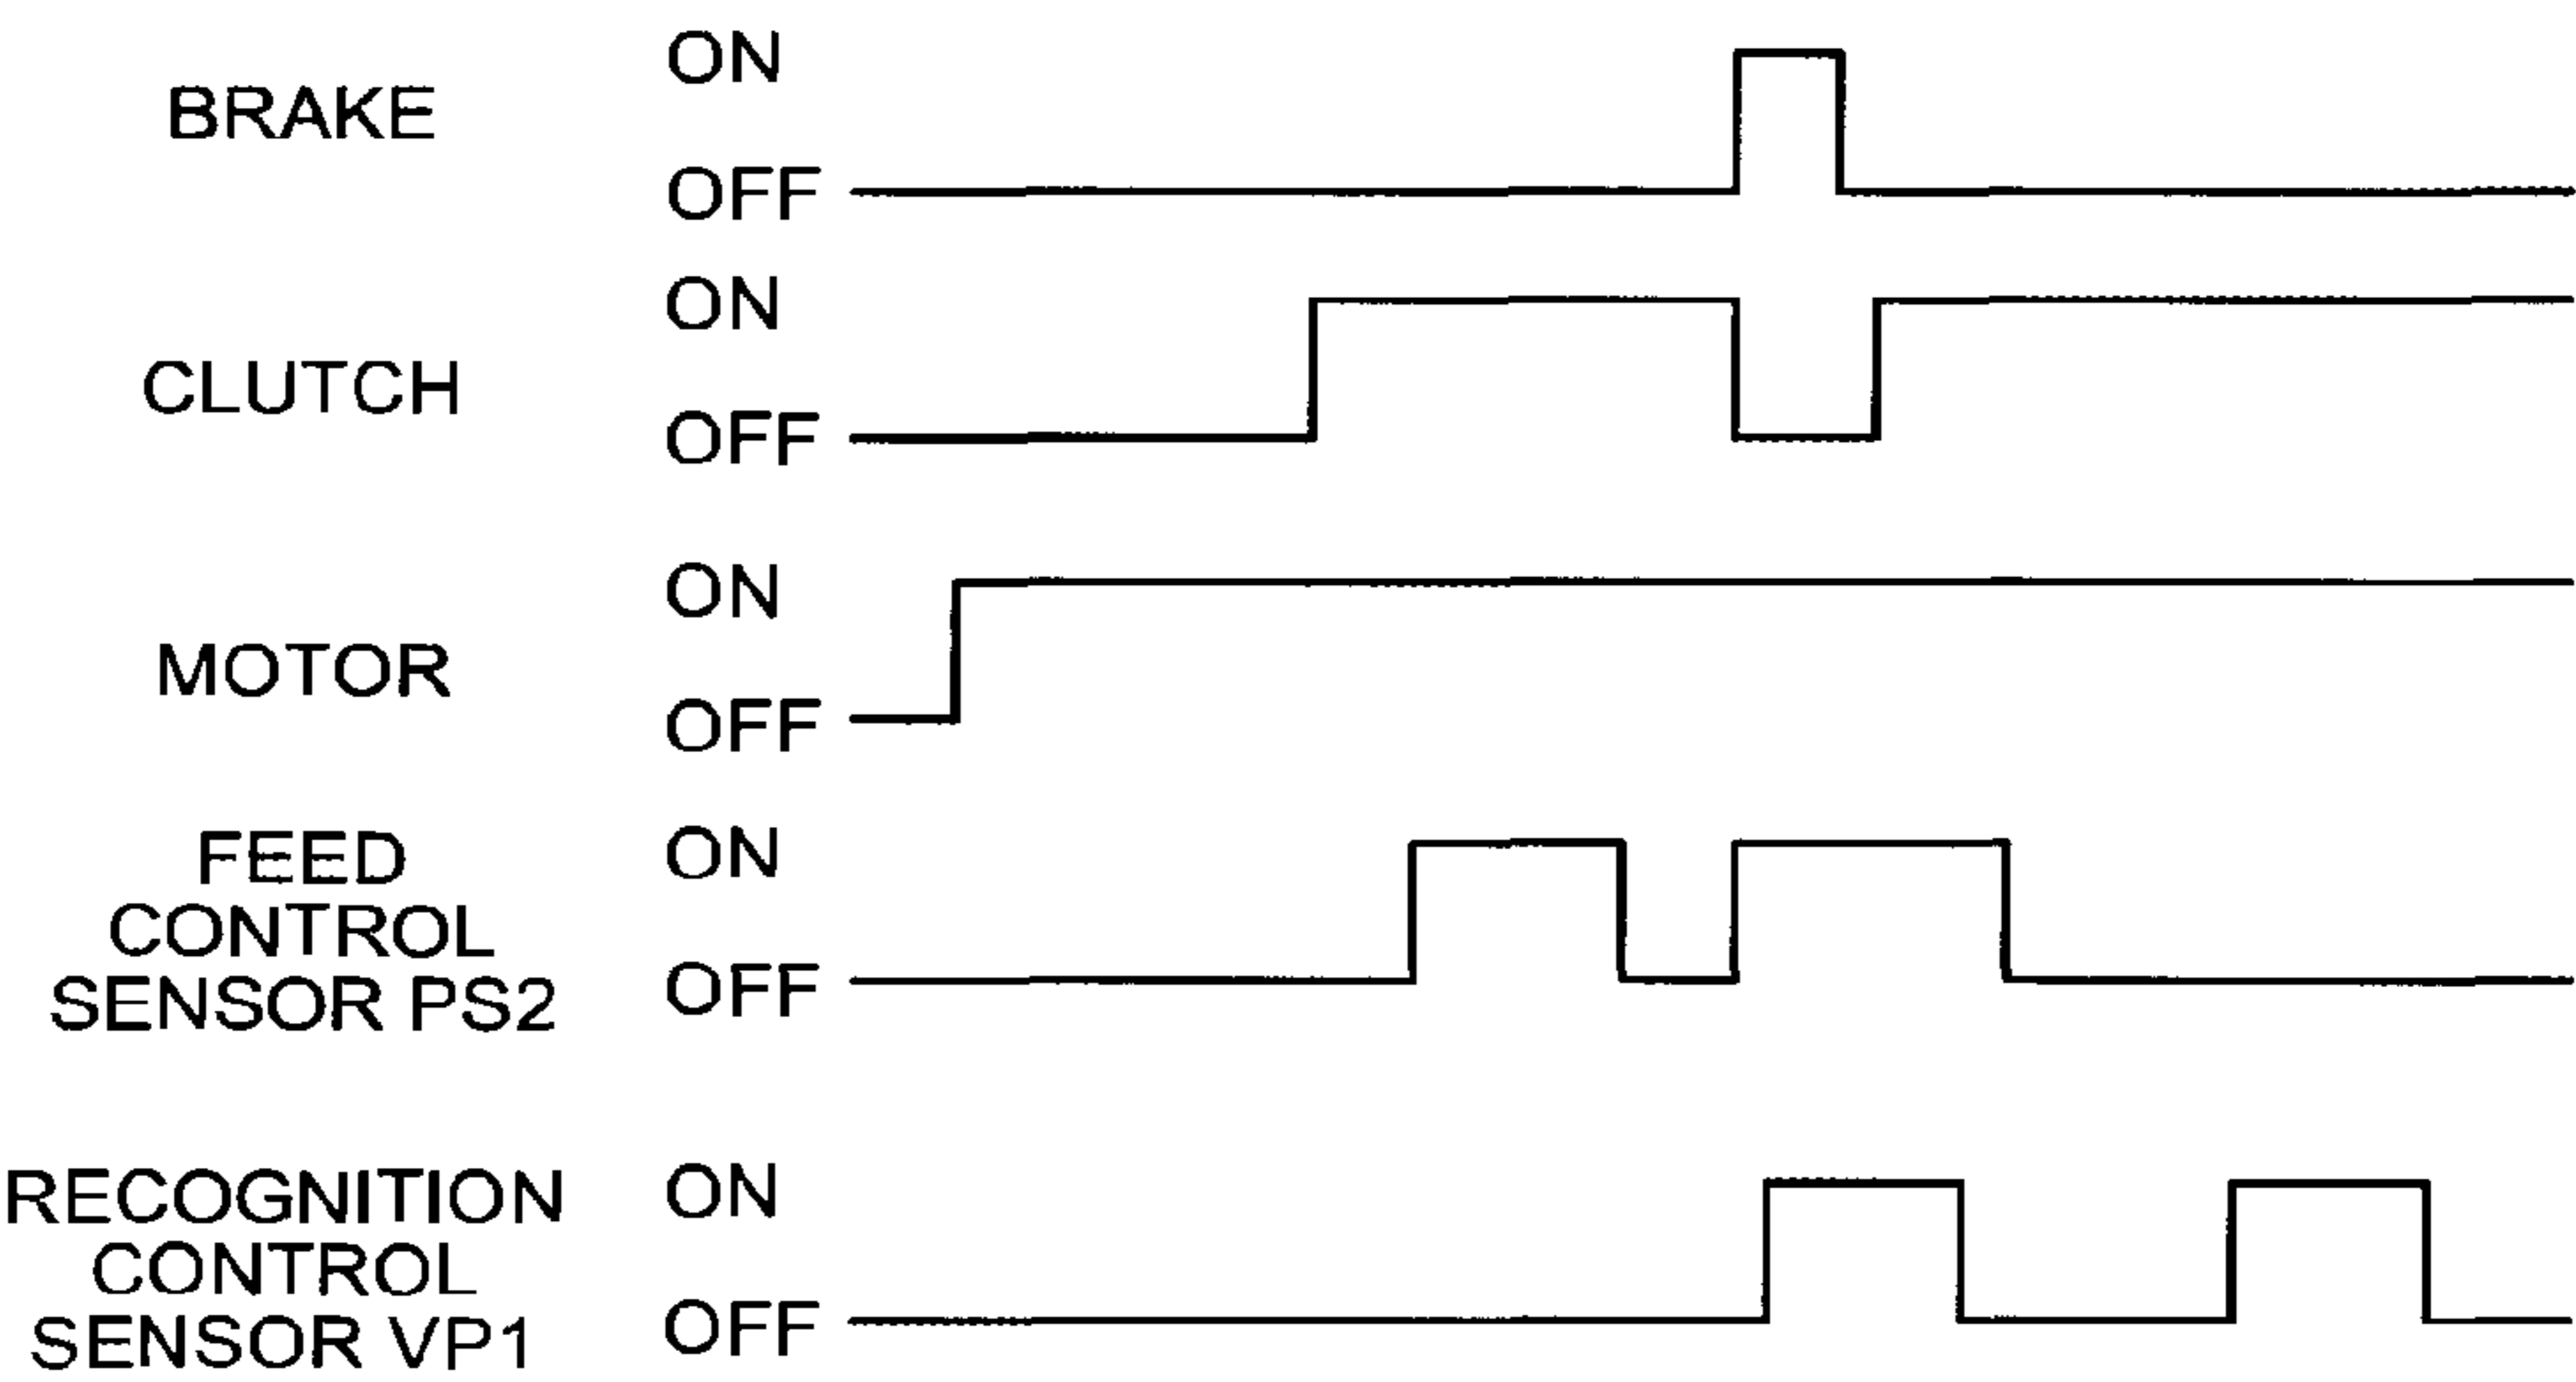 BRAKE
ON
OFF
CLUTCH
ON
OFF
MOTOR
ON
OFF
FEED
CONTROL
SENSOR PS2
ON
OFF
RECOGNITION
CONTROL
SENSOR VP1
ON
OFF